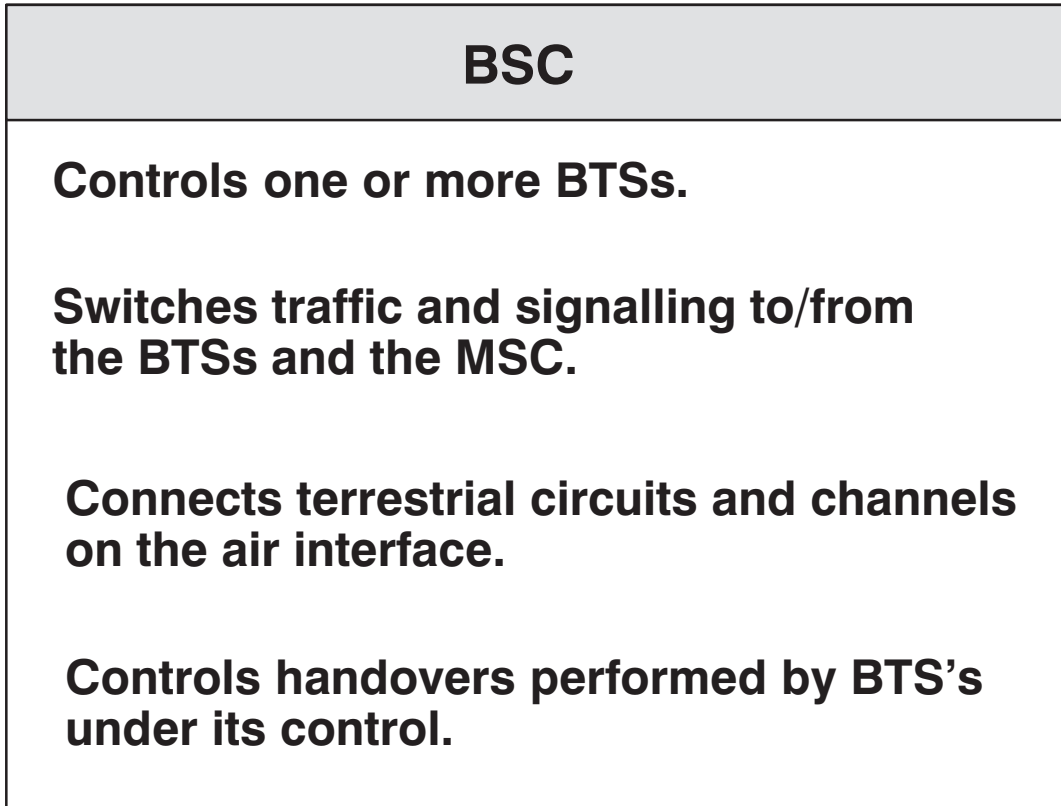 BSC
Controls one or more BTSs.
Switches traffic and signalling to/from
the BTSs and the MSC.
Connects terrestrial circuits and channels
on the air interface.
Controls handovers performed by BTS’s
under its control.